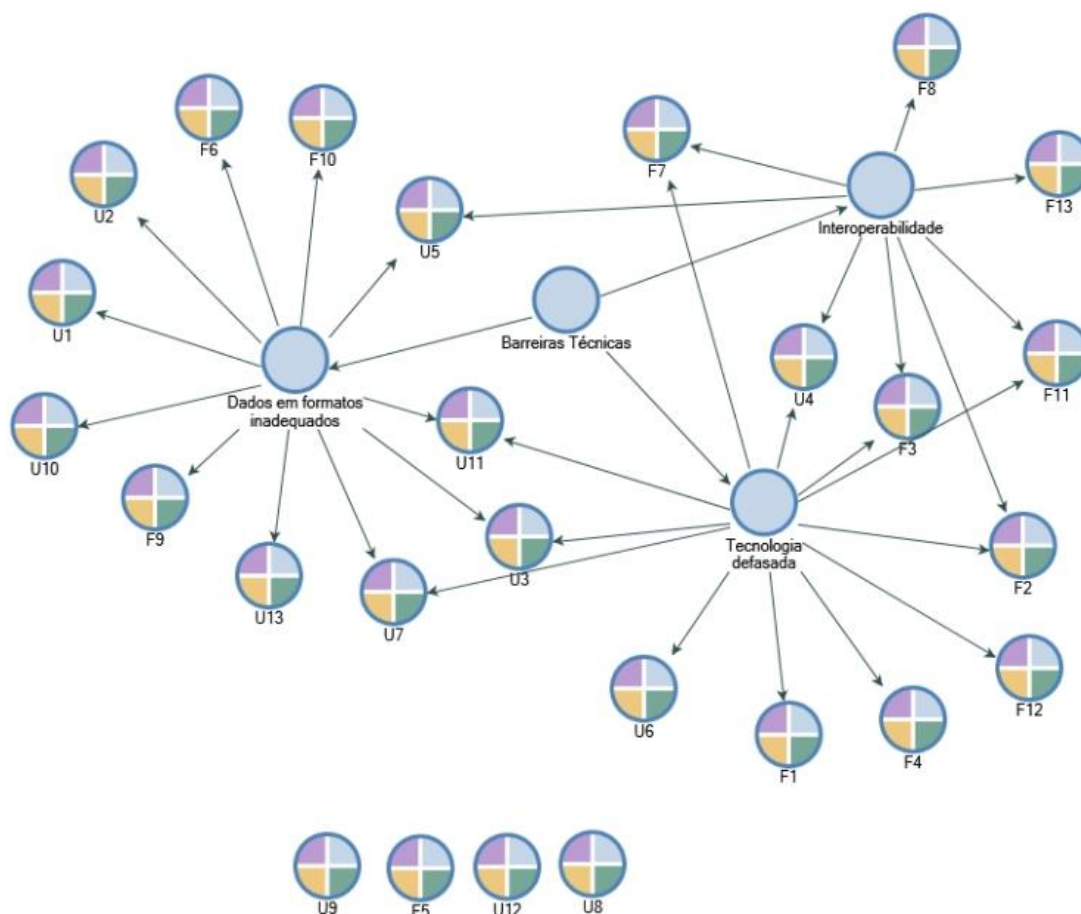 F8
F6
F10
F7
F13
U2
U5
Interoperabilidade
U1
Barreiras Técnicas
U4
F11
Dados em formatos
inadequados
F3
U10
U11
F9
Tecnologia
defasada
U3
F2
U13
U7
F12
U6
F4
F1
U9
F5
U12
U8